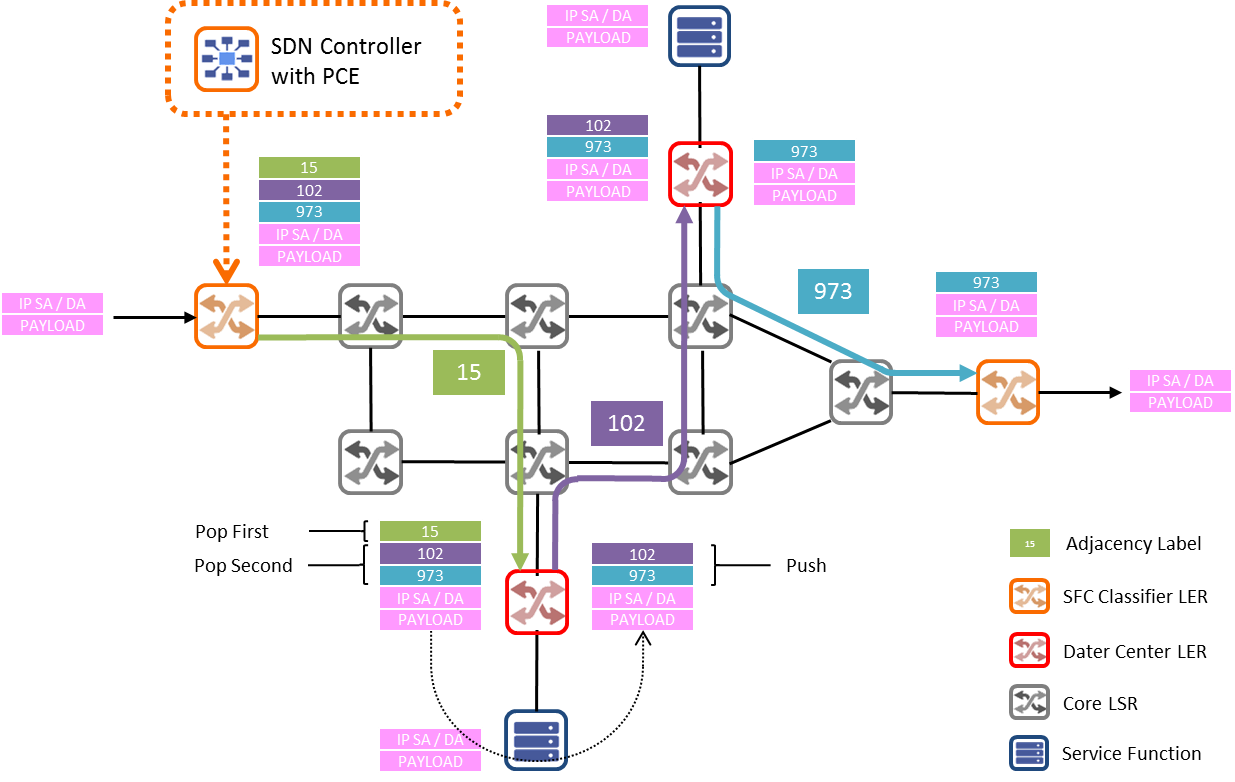 SDN Controller
with PCE
IP SA / DA
PAYLOAD
102
973
IP SA / DA
PAYLOAD
973
IP SA / DA
PAYLOAD
15
102
973
IP SA / DA
PAYLOAD
IP SA / DA
PAYLOAD
973
973
IP SA / DA
PAYLOAD
15
102
IP SA / DA
PAYLOAD
Pop First
Pop Second
15
102
973
IP SA / DA
PAYLOAD
102
973
IP SA / DA
PAYLOAD
Push
IP SA / DA
PAYLOAD
15
Adjacency Label
SFC Classifier LER
Dater Center LER
Core LSR
Service Function